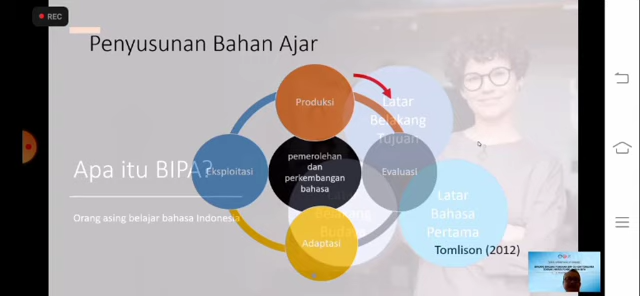 REC
Penyusunan Bahan Ajar
Produksi
Latar
Belakang
Tujuan
Apa itu BIPA?
Eksploitasi
pemerolehan
dan
perkembangan
bahasa
Evaluasi
Orang asing belajar bahasa Indonesia
Budaya
Latar
Bahasa
Pertama
Adaptasi
Tomlison (2012)